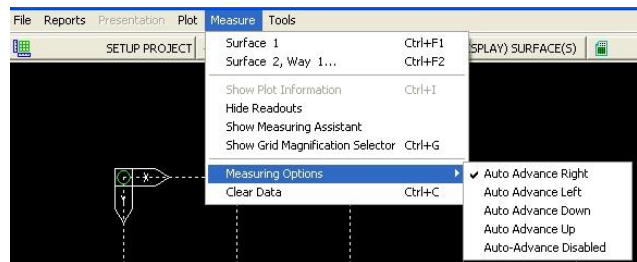 File Reports Presentation Plot Measure Tools
SETUP PROJECT
SPLAY) SURFACE(S)
Surface 1 Ctrl+F1
Surface 2, Way 1... Ctrl+F2
Show Plot Information Ctrl+I
Hide Readouts
Show Measuring Assistant
Show Grid Magnification Selector Ctrl+G
Measuring Options
Clear Data Ctrl+C
Auto Advance Right
Auto Advance Left
Auto Advance Down
Auto Advance Up
Auto-Advance Disabled
X
Y